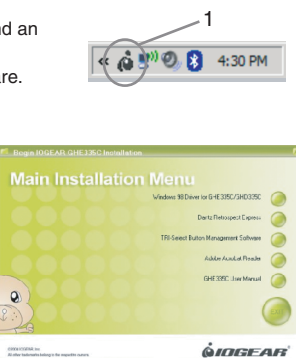 nd an
1
« 4:30 PM
re.
Begin IOGEAR GHE335C Installation
Main Installation Menu
Windows 98 Driver for GHE335C/GHD335C
Dantz Retrospect Express
TRI-Select Button Management Software
Adobe Acrobat Reader
GHE335C User Manual
IOGEAR